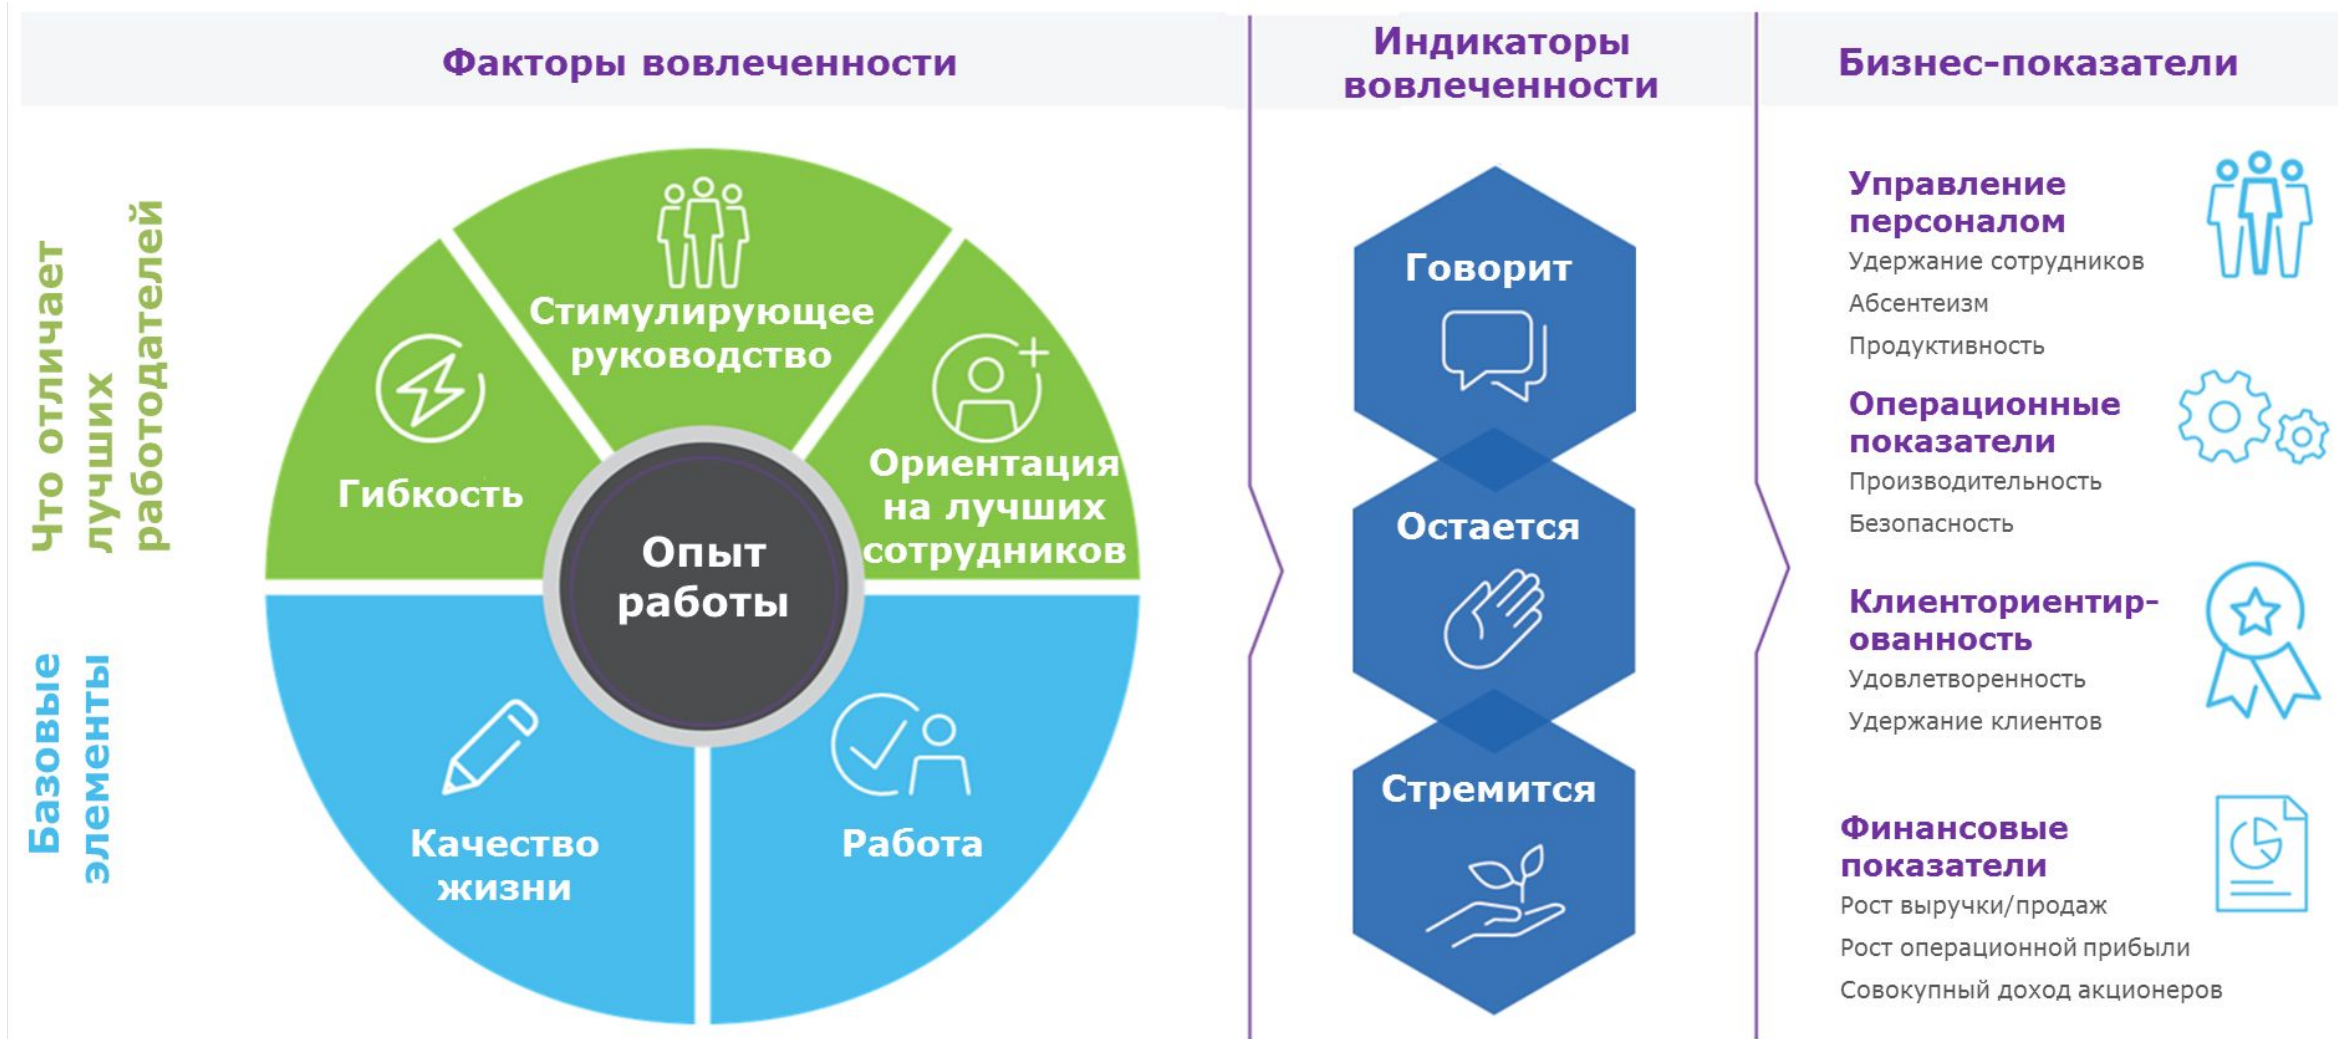 Факторы вовлеченности
Индикаторы
вовлеченности
Бизнес-показатели
Что отличает
лучших
работодателей
Базовые
элементы
Стимулирующее
руководство
Гибкость
Ориентация
на лучших
сотрудников
Опыт
работы
Качество
жизни
Работа
Говорит
Остается
Стремится
Управление
персоналом
Удержание сотрудников
Абсентеизм
Продуктивность
Операционные
показатели
Производительность
Безопасность
Клиенториентир-
ованность
Удовлетворенность
Удержание клиентов
Финансовые
показатели
Рост выручки/продаж
Рост операционной прибыли
Совокупный доход акционеров